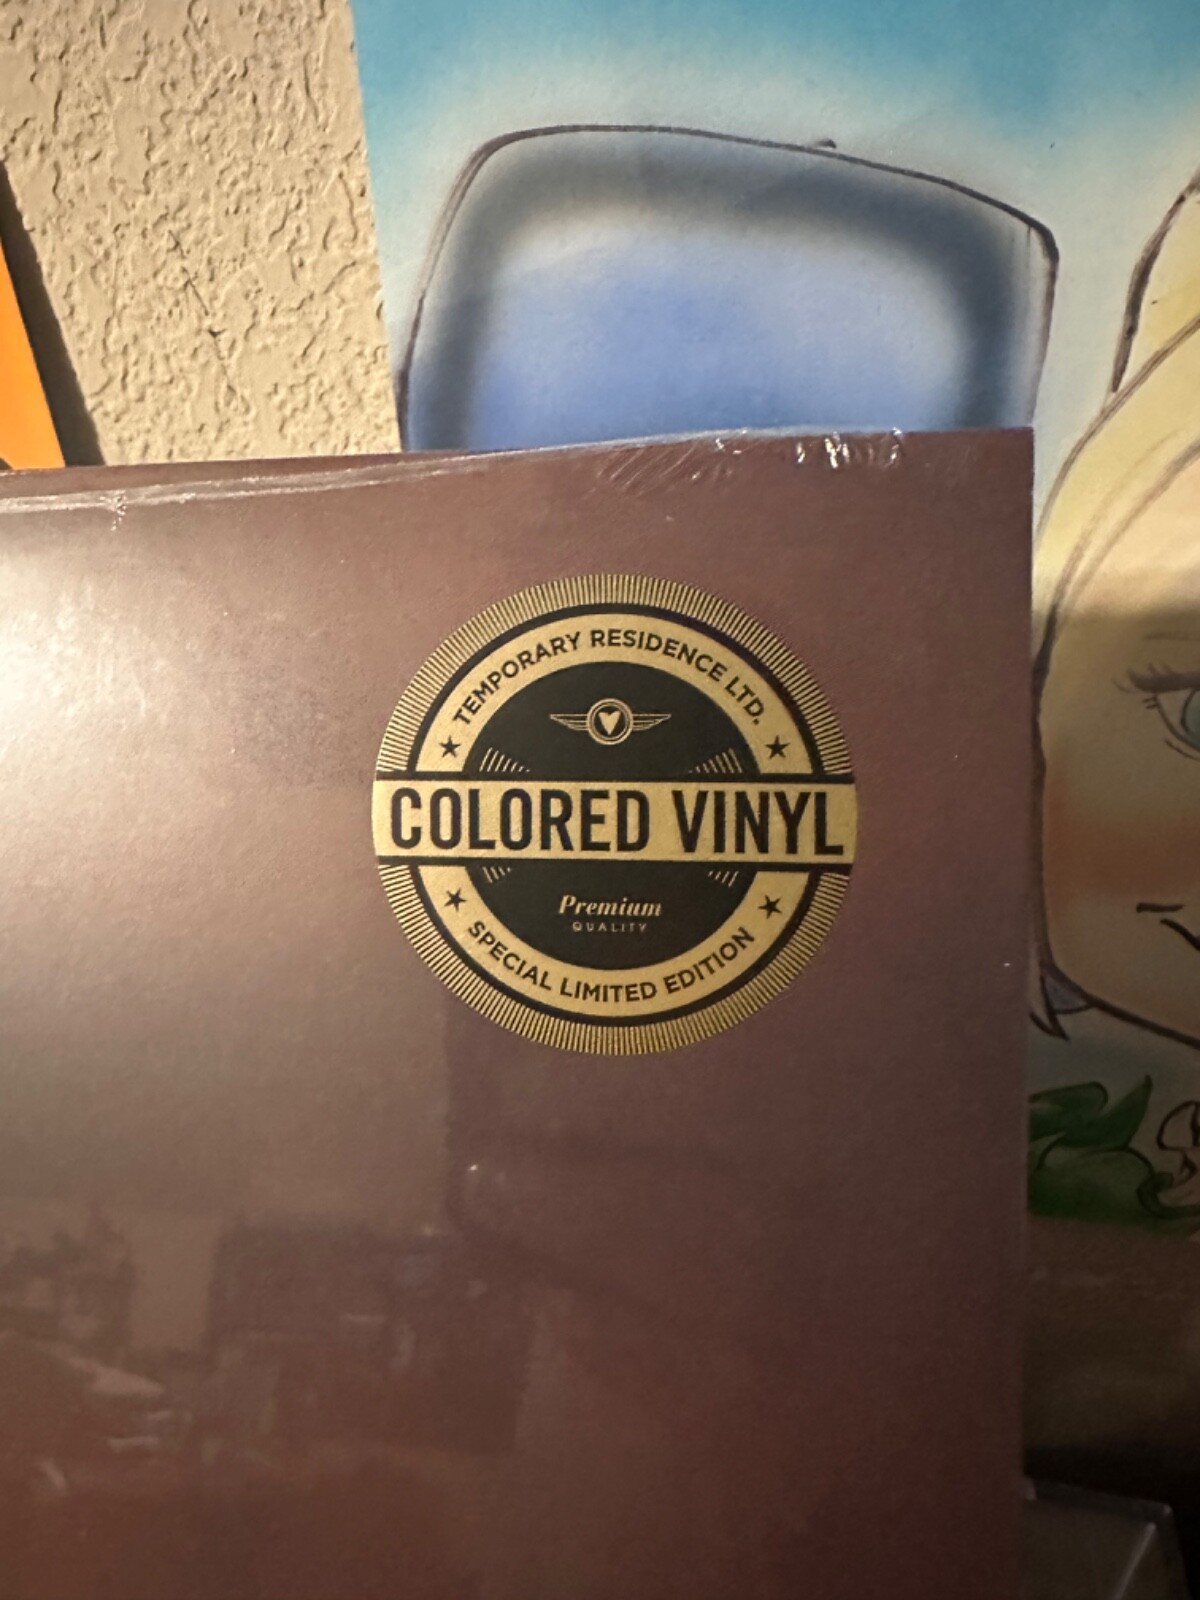 TEMPORARY RESIDENCE LTD.
COLORED VINYL
Premium
QUALITY
SPECIAL LIMITED EDITION